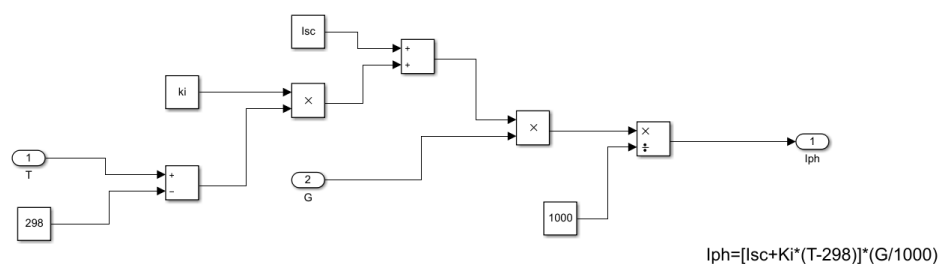 Isc
+
+
ki
×
1
T
+
−
298
2
G
×
×
÷
1000
1
Iph
Iph=[Isc+Ki*(T-298)]*(G/1000)